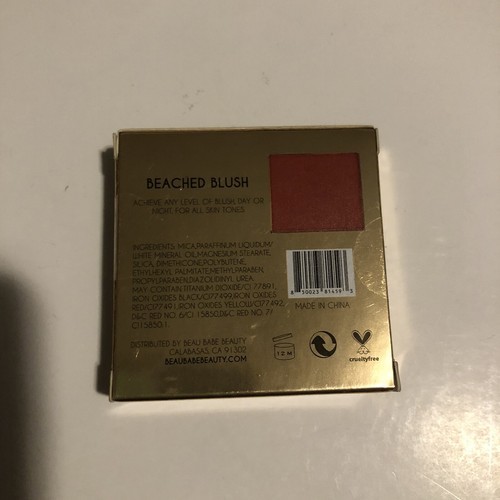 BEACHED BLUSH
ACHIEVE ANY LEVEL OF BLUSH, DAY OR
NIGHT, FOR ALL SKIN TONES.
INGREDIENTS: MICA,PARAFFINUM LIQUIDUM/
WHITE MINERAL OIL,MAGNESIUM STEARATE,
SILICA, DIMETHICONE,POLYBUTENE,
ETHYLHEXYL PALMITATE,METHYLPARABEN,
PROPYLPARABEN,DIAZOLIDINYL UREA.
MAY CONTAIN TITANIUM DIOXIDE/CI 77891,
IRON OXIDES BLACK/CI77499,IRON OXIDES
RED/CI77491,IRON OXIDES YELLOW/CI77492,
D&C RED NO. 6/CI 15850,D&C RED NO. 7/
CI15850:1.
MADE IN CHINA
DISTRIBUTED BY BEAU BABE BEAUTY
CALABASAS, CA 91302
BEAUBABEBEAUTY.COM
12 M
crueltyfree